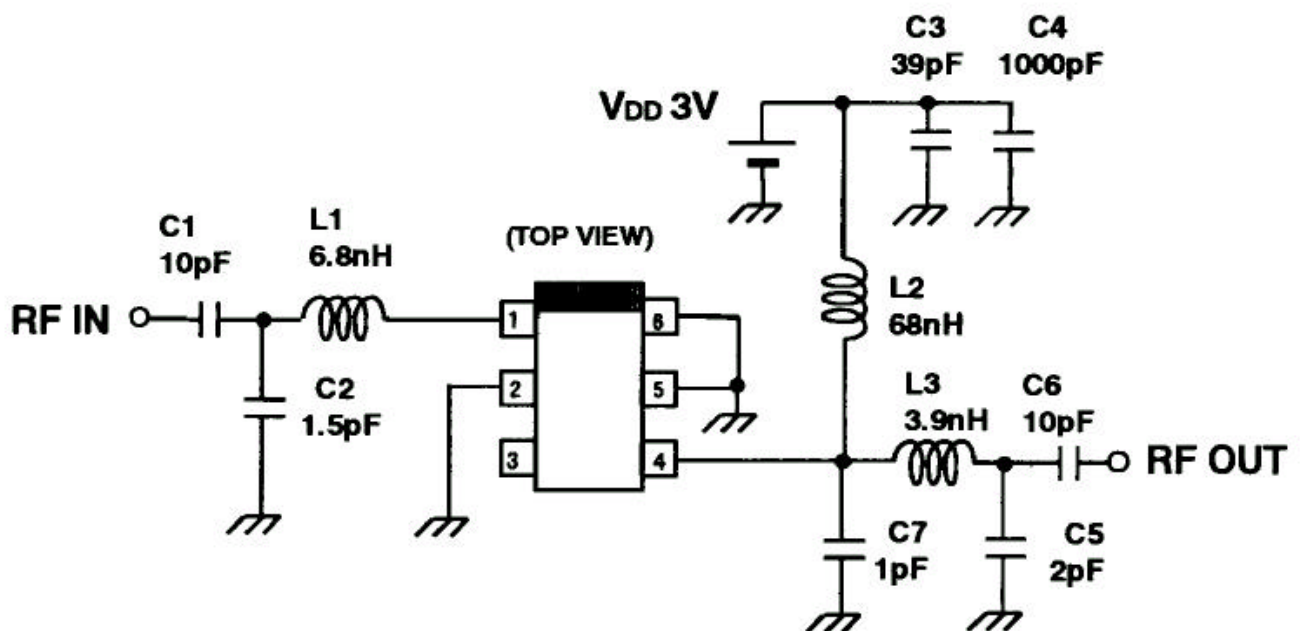 C3
39pF
C4
1000pF
VDD 3V
C1
10pF
L1
6.8nH
(TOP VIEW)
RF IN
1
6
L2
68nH
C2
1.5pF
2
5
L3
3.9nH
C6
10pF
3
4
RF OUT
C7
1pF
C5
2pF